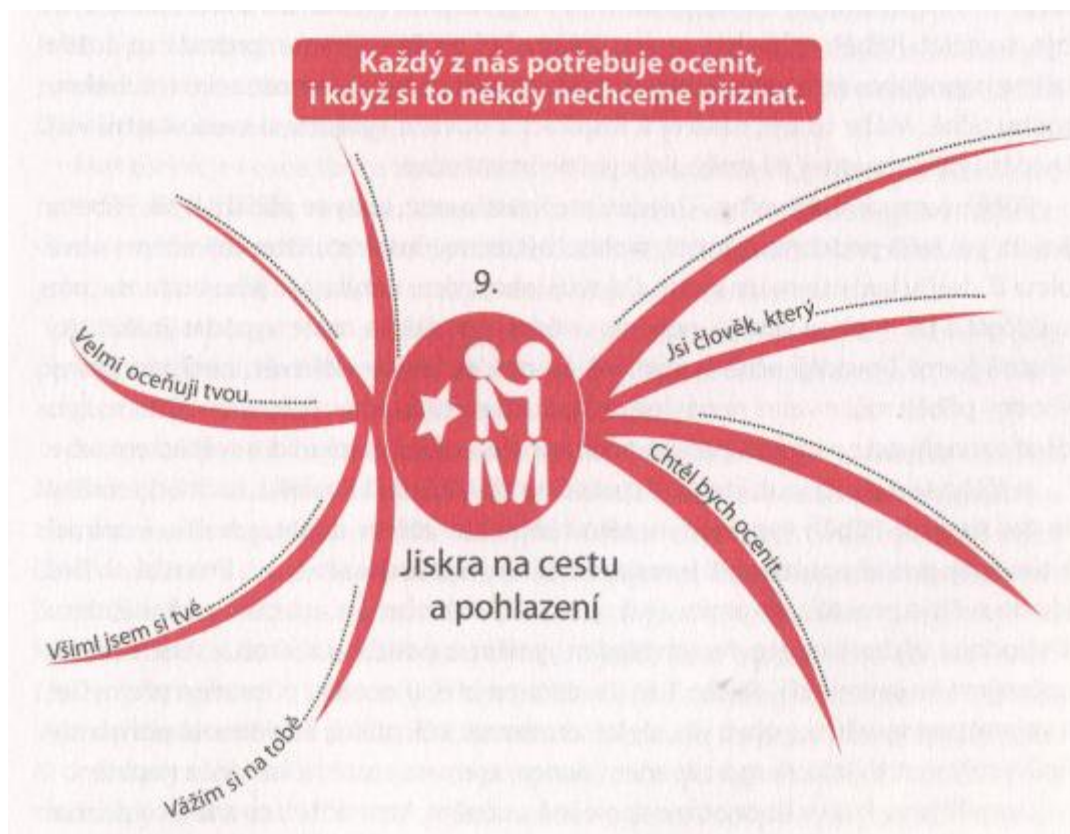 Každý z nás potřebuje ocenit,
I když si to někdy nechceme přiznat.
9.
Jsi člověk, který
Velmi oceňuji tvou
Chtěl bych ocenit
Jiskra na cestu
a pohlazení
Všiml jsem si tvé
Vážím si na tobě